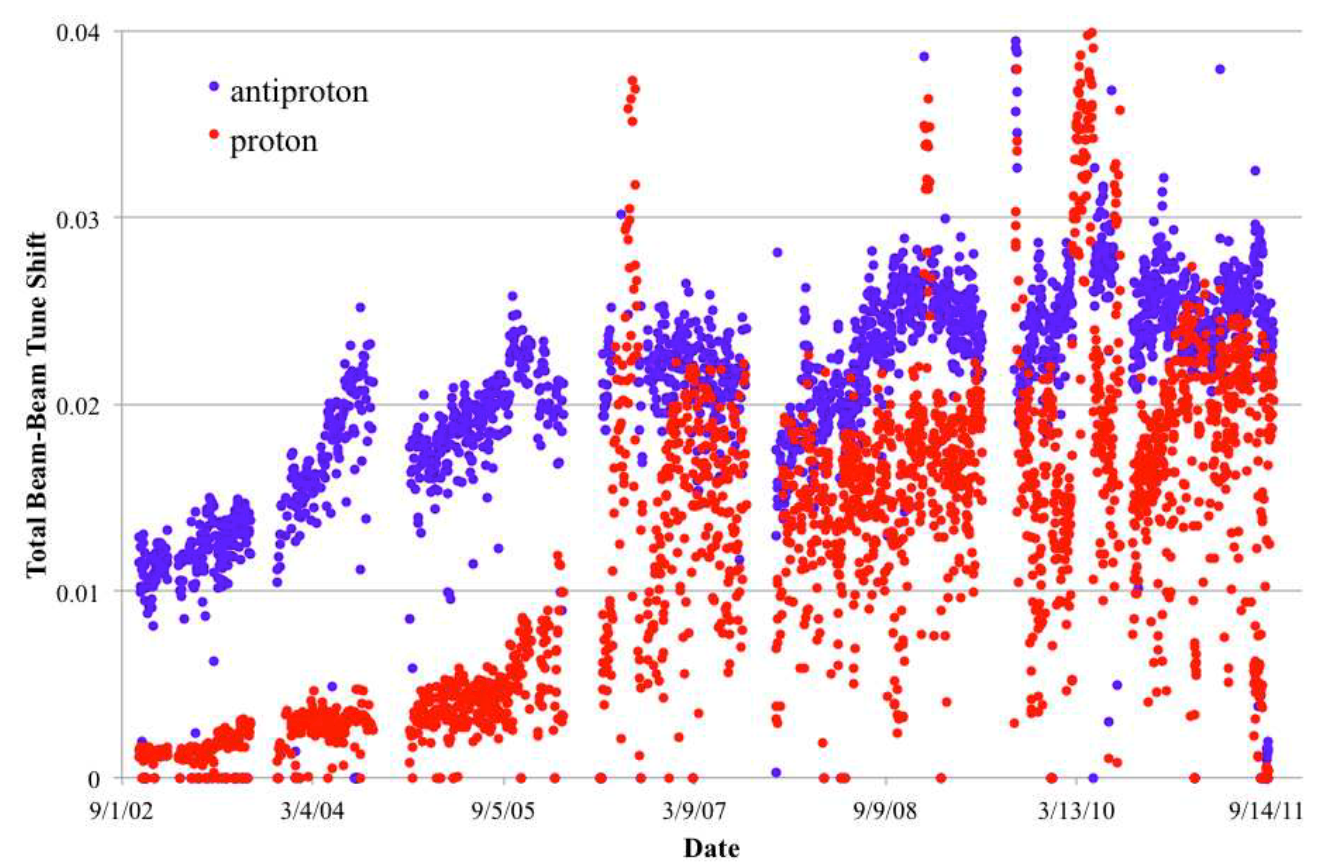 0.04
antiproton
proton
0.03
Total Beam-Beam Tune Shift
0.02
0.01
0
9/1/02 3/4/04 9/5/05 3/9/07 9/9/08 3/13/10 9/14/11
Date